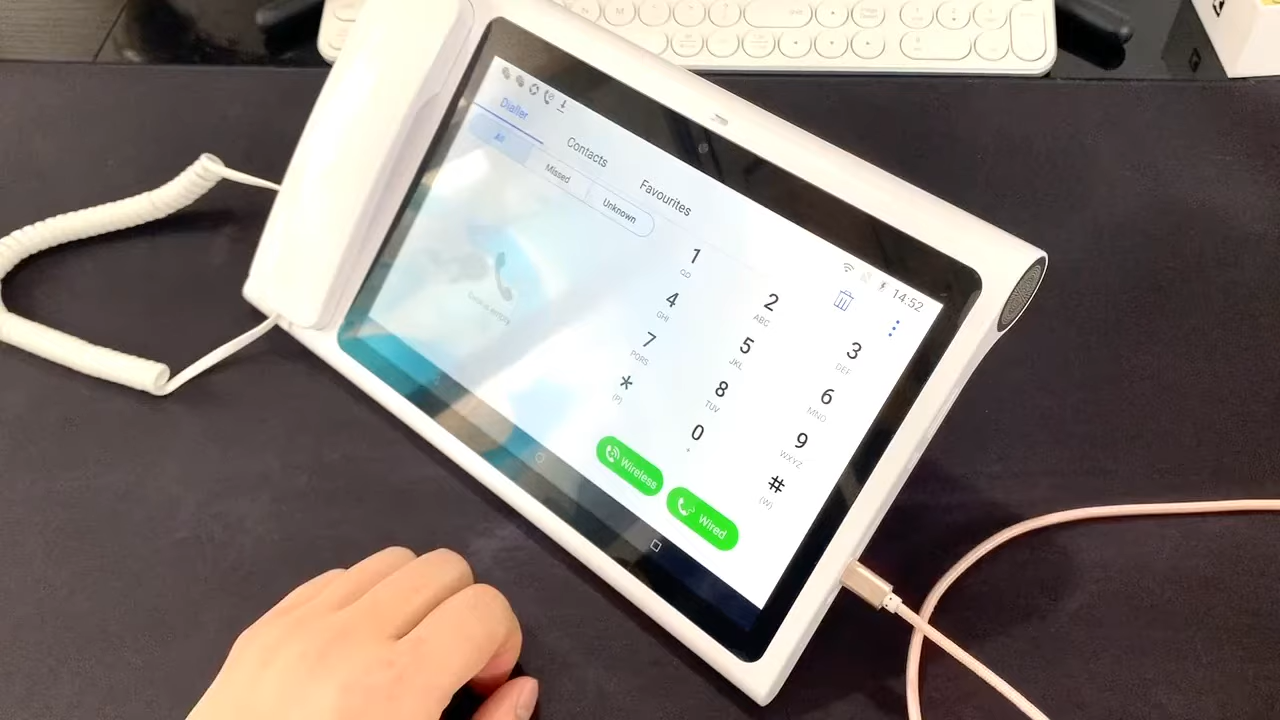 14:52
Dialler
Contacts
Favourites
All
Missed
Unknown
1
2
ABC
3
DEF
4
GHI
5
JKL
6
MNO
7
PQRS
8
TUV
9
WXYZ
*
(P)
0
+
#
(W)
Wireless
Wired
N
M
shift